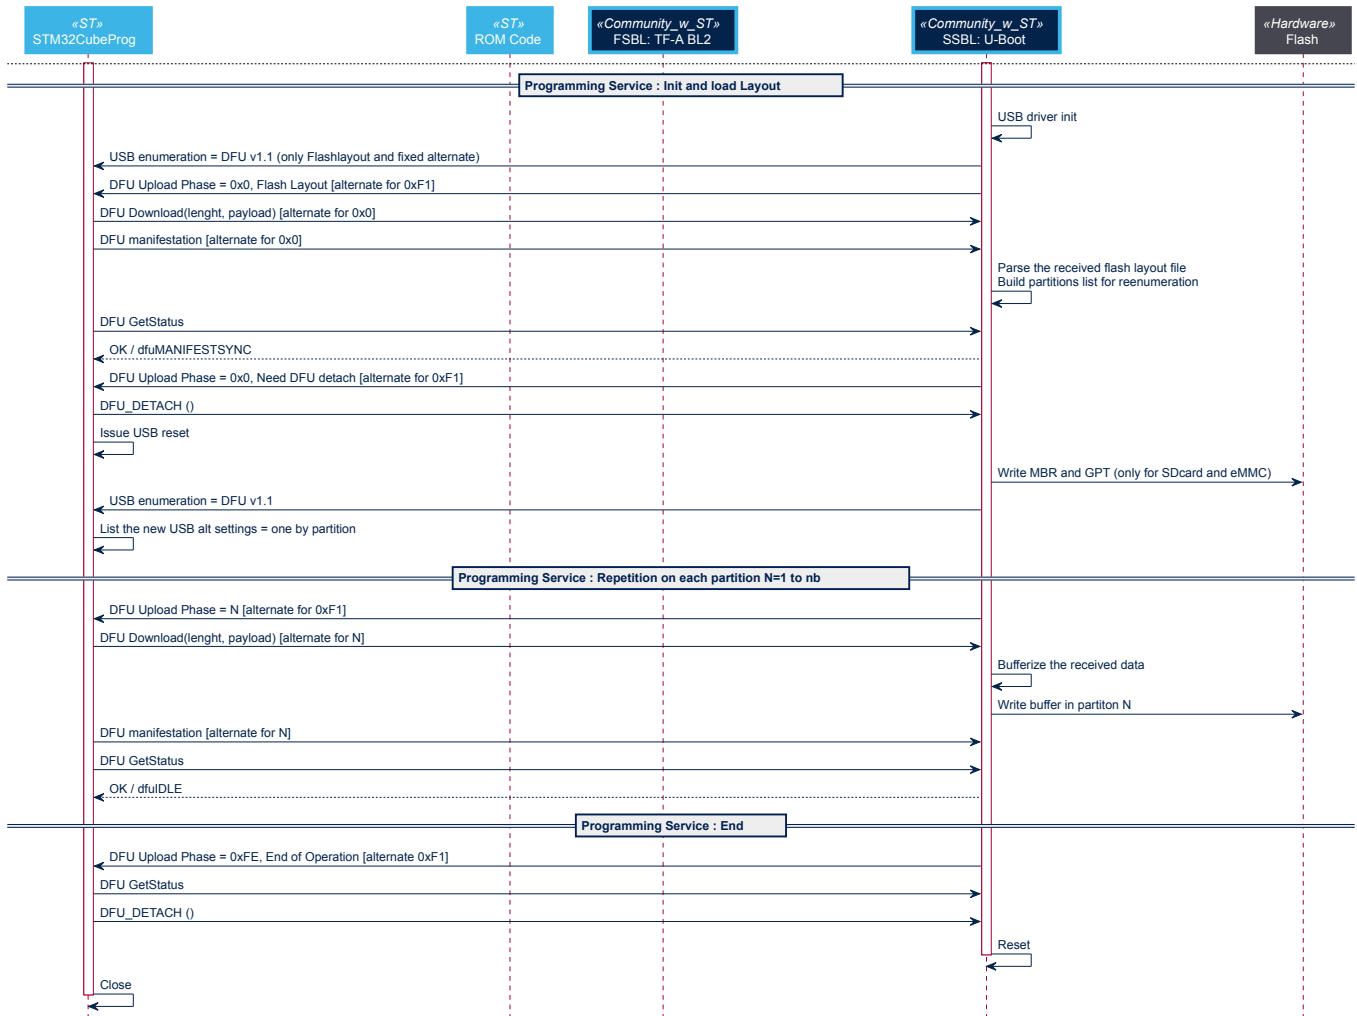 «ST»
STM32CubeProg
«ST»
ROM Code
«Community_w_ST»
FSBL: TF-A BL2
«Community_w_ST»
SSBL: U-Boot
«Hardware»
Flash
Programming Service : Init and load Layout
USB driver init
USB enumeration = DFU v1.1 (only Flashlayout and fixed alternate)
DFU Upload Phase = 0x0, Flash Layout [alternate for 0xF1]
DFU Download(lenght, payload) [alternate for 0x0]
DFU manifestation [alternate for 0x0]
Parse the received flash layout file
Build partitions list for reenumeration
DFU GetStatus
OK / dfuMANIFESTSYNC
DFU Upload Phase = 0x0, Need DFU detach [alternate for 0xF1]
DFU_DETACH ()
Issue USB reset
Write MBR and GPT (only for SDcard and eMMC)
USB enumeration = DFU v1.1
List the new USB alt settings = one by partition
Programming Service : Repetition on each partition N=1 to nb
DFU Upload Phase = N [alternate for 0xF1]
DFU Download(lenght, payload) [alternate for N]
Bufferize the received data
Write buffer in partiton N
DFU manifestation [alternate for N]
DFU GetStatus
OK / dfuIDLE
Programming Service : End
DFU Upload Phase = 0xFE, End of Operation [alternate 0xF1]
DFU GetStatus
DFU_DETACH ()
Reset
Close